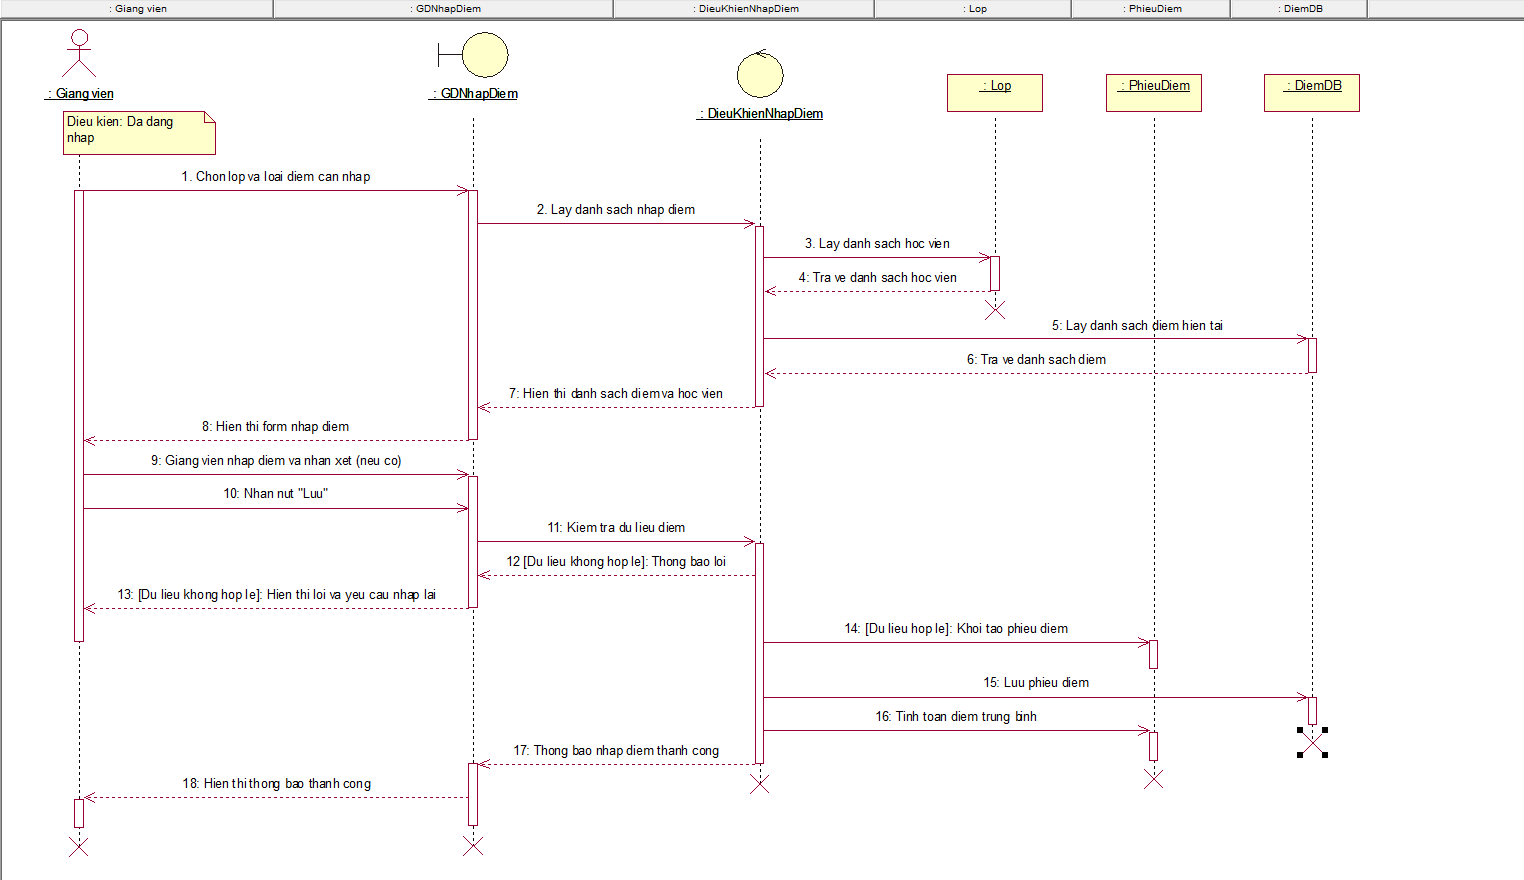 : Giang vien
: GDNhapDiem
: DieuKhienNhapDiem
: Lop
: PhieuDiem
: DiemDB
: Giang vien
: GDNhapDiem
: DieuKhienNhapDiem
: Lop
: PhieuDiem
: DiemDB
Dieu kien: Da dang
nhap
1. Chon lop va loai diem can nhap
2. Lay danh sach nhap diem
3. Lay danh sach hoc vien
4: Tra ve danh sach hoc vien
5: Lay danh sach diem hien tai
6: Tra ve danh sach diem
7: Hien thi danh sach diem va hoc vien
8: Hien thi form nhap diem
9: Giang vien nhap diem va nhan xet (neu co)
10: Nhan nut "Luu"
11: Kiem tra du lieu diem
12 [Du lieu khong hop le]: Thong bao loi
13: [Du lieu khong hop le]: Hien thi loi va yeu cau nhap lai
14: [Du lieu hop le]: Khoi tao phieu diem
15: Luu phieu diem
16: Tinh toan diem trung binh
17: Thong bao nhap diem thanh cong
18: Hien thi thong bao thanh cong